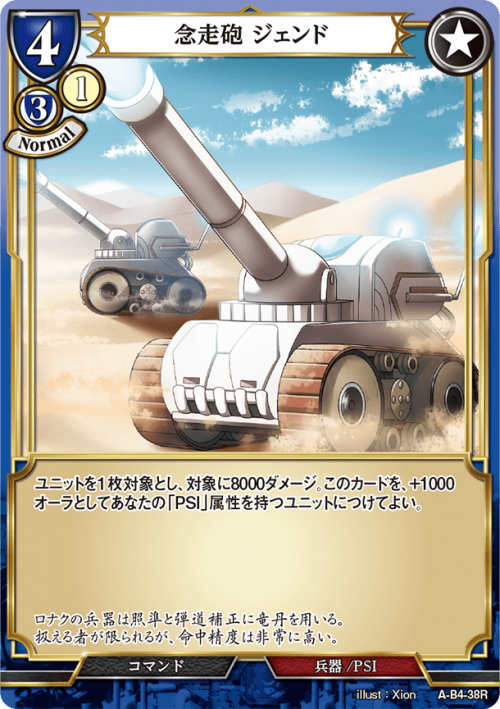 4
念走砲 ジェンド
1
3
Normal
ユニットを1枚対象とし、対象に8000ダメージ。このカードを、+1000
オーラとしてあなたの「PSI」属性を持つユニットにつけてよい。
ロナクの兵器は照準と弾道補正に竜丹を用いる。
扱える者が限られるが、命中精度は非常に高い。
コマンド
兵器/PSI
illust：Xion A-B4-38R